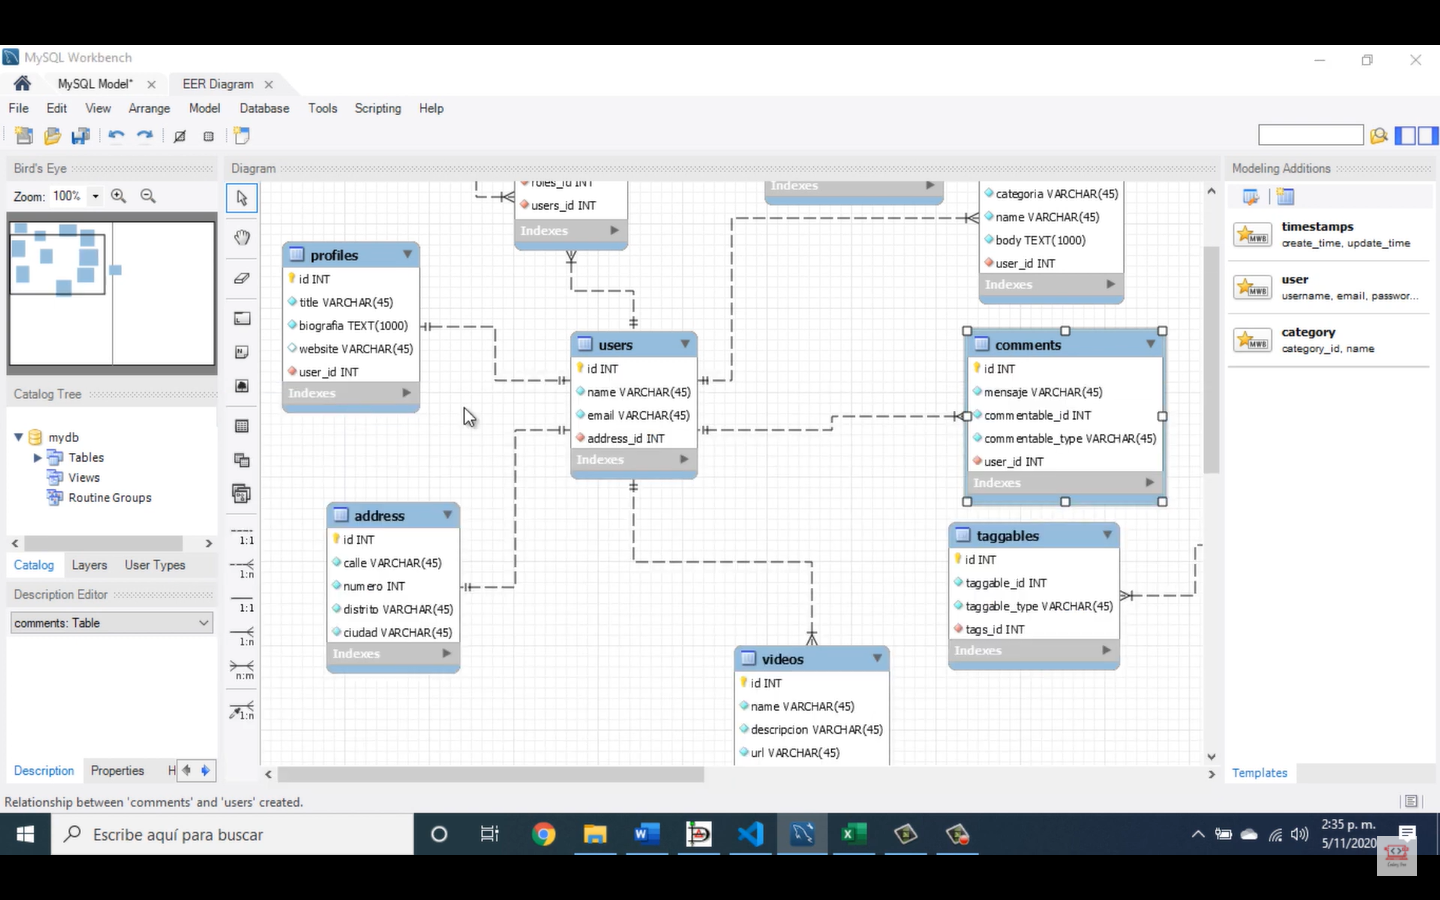 MySQL Workbench
MySQL Model*
EER Diagram
File Edit View Arrange Model Database Tools Scripting Help
Bird's Eye
Zoom: 100%
Catalog Tree
mydb
Tables
Views
Routine Groups
Catalog Layers User Types
Description Editor
comments: Table
Description Properties H
Diagram
1:1
1:n
1:1
1:n
n:m
1:n
roles_id INT
users_id INT
Indexes
profiles
id INT
title VARCHAR(45)
biografia TEXT(1000)
website VARCHAR(45)
user_id INT
Indexes
users
id INT
name VARCHAR(45)
email VARCHAR(45)
address_id INT
Indexes
address
id INT
calle VARCHAR(45)
numero INT
distrito VARCHAR(45)
ciudad VARCHAR(45)
Indexes
Indexes
categoria VARCHAR(45)
name VARCHAR(45)
body TEXT(1000)
user_id INT
Indexes
comments
id INT
mensaje VARCHAR(45)
commentable_id INT
commentable_type VARCHAR(45)
user_id INT
Indexes
taggables
id INT
taggable_id INT
taggable_type VARCHAR(45)
tags_id INT
Indexes
videos
id INT
name VARCHAR(45)
descripcion VARCHAR(45)
url VARCHAR(45)
Modeling Additions
timestamps
create_time, update_time
user
username, email, passwor...
category
category_id, name
Templates
Relationship between 'comments' and 'users' created.
Escribe aquí para buscar
2:35 p. m.
5/11/2020